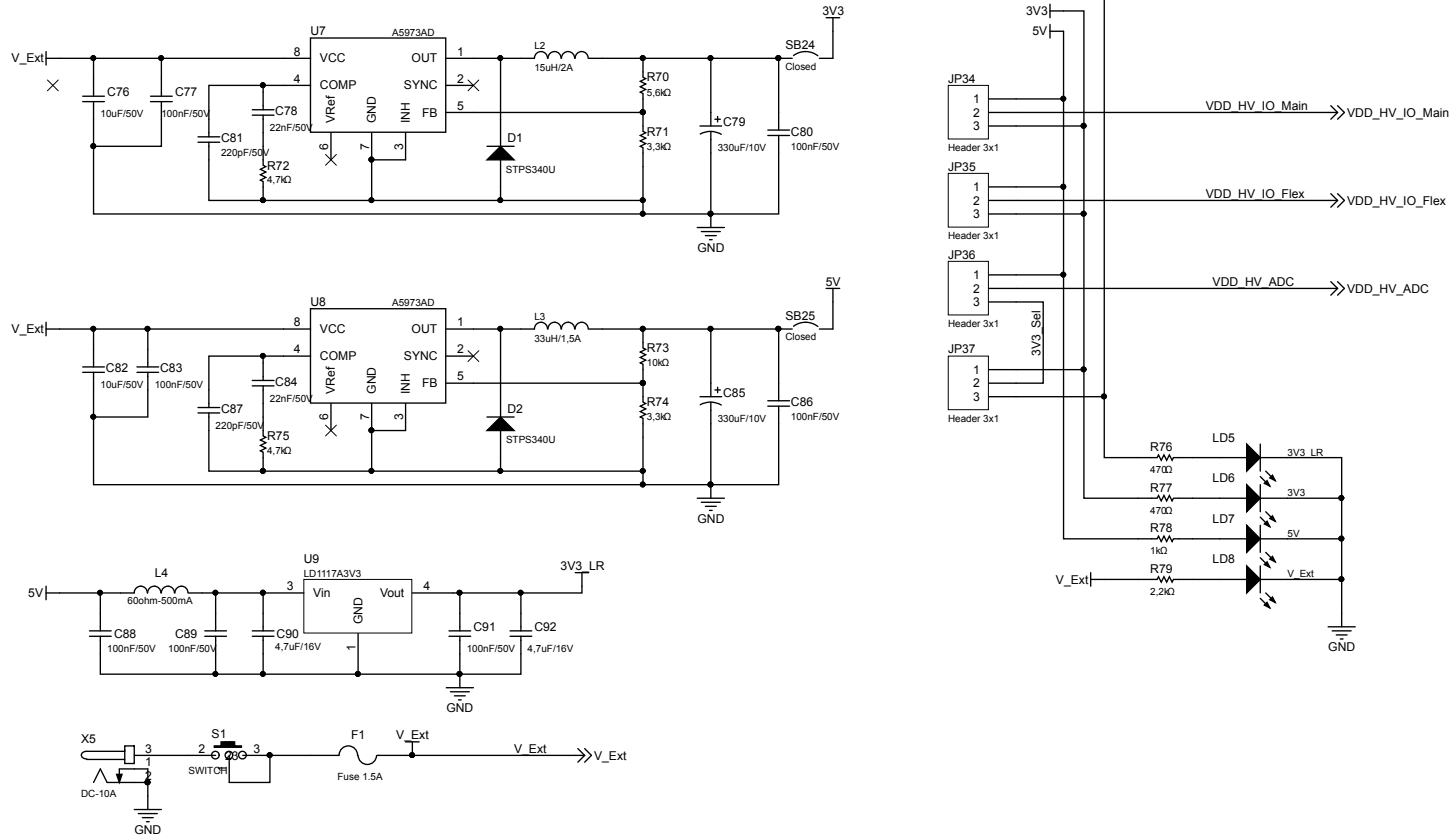 3V3
U7
A5973AD
V_Ext
8 VCC OUT 1
L2
15uH/2A
SB24
Closed
4 COMP SYNC 2
VRef GND INH FB 5
6 7 3
C76
10uF/50V
C77
100nF/50V
C78
22nF/50V
C81
220pF/50V
R72
4,7kΩ
D1
STPS340U
R70
5,6kΩ
R71
3,3kΩ
C79
+
330uF/10V
C80
100nF/50V
GND
5V
U8
A5973AD
V_Ext
8 VCC OUT 1
L3
33uH/1,5A
SB25
Closed
4 COMP SYNC 2
VRef GND INH FB 5
6 7 3
C82
10uF/50V
C83
100nF/50V
C84
22nF/50V
C87
220pF/50V
R75
4,7kΩ
D2
STPS340U
R73
10kΩ
R74
3,3kΩ
C85
+
330uF/10V
C86
100nF/50V
GND
5V
L4
60ohm-500mA
U9
LD1117A3V3
3 Vin Vout 4
GND
1
3V3_LR
C88
100nF/50V
C89
100nF/50V
C90
4,7uF/16V
C91
100nF/50V
C92
4,7uF/16V
GND
X5
3
1
2
DC-10A
GND
S1
2 3
SWITCH
F1
Fuse 1.5A
V_Ext
V_Ext
V_Ext
3V3
5V
JP34
1
2
3
Header 3x1
VDD_HV_IO_Main
VDD_HV_IO_Main
JP35
1
2
3
Header 3x1
VDD_HV_IO_Flex
VDD_HV_IO_Flex
JP36
1
2
3
Header 3x1
VDD_HV_ADC
VDD_HV_ADC
3V3_Sel
JP37
1
2
3
Header 3x1
R76
470Ω
LD5
3V3_LR
R77
470Ω
LD6
3V3
R78
1kΩ
LD7
5V
V_Ext
R79
2,2kΩ
LD8
V_Ext
GND